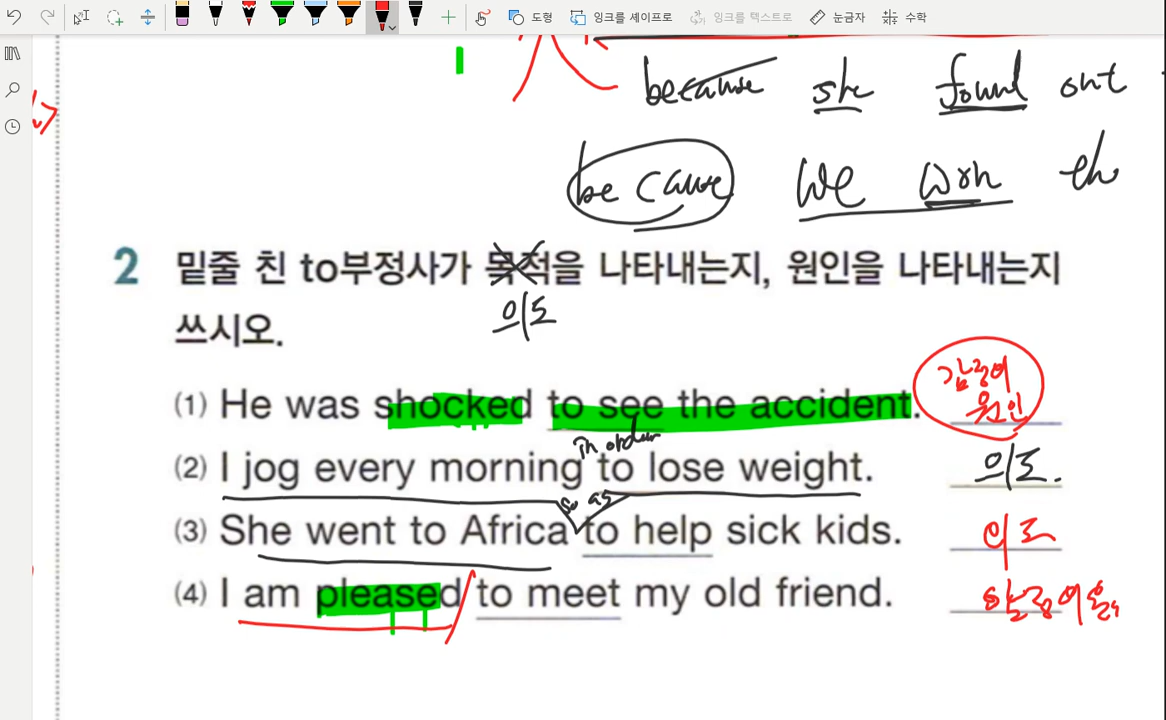 도형 잉크를 셰이프로 잉크를 텍스트로 눈금자 수학
because she found out
because we won the
2 밑줄 친 to부정사가 목적을 나타내는지, 원인을 나타내는지
의도
쓰시오.
감정의
원인
(1) He was shocked to see the accident.
in order
(2) I jog every morning to lose weight. 의도.
so as
(3) She went to Africa to help sick kids. 의도
(4) I am pleased to meet my old friend.